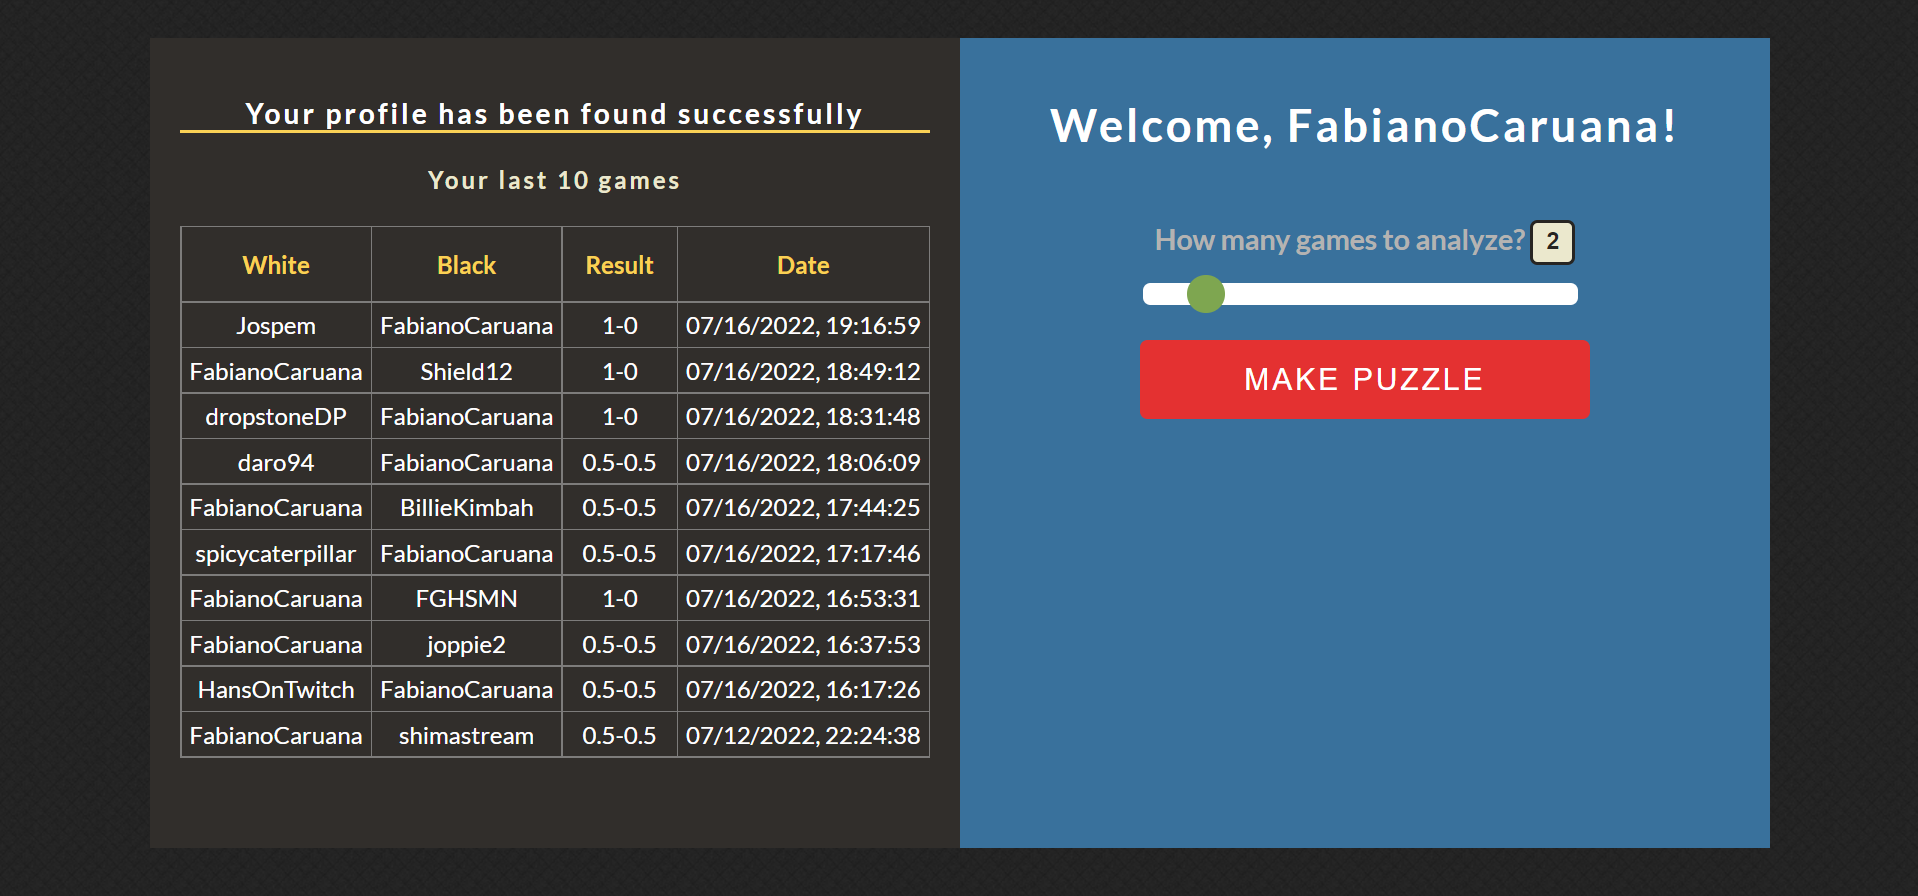 Your profile has been found successfully
Your last 10 games
White Black Result Date
Jospem FabianoCaruana 1-0 07/16/2022, 19:16:59
FabianoCaruana Shield12 1-0 07/16/2022, 18:49:12
dropstoneDP FabianoCaruana 1-0 07/16/2022, 18:31:48
daro94 FabianoCaruana 0.5-0.5 07/16/2022, 18:06:09
FabianoCaruana BillieKimbah 0.5-0.5 07/16/2022, 17:44:25
spicycaterpillar FabianoCaruana 0.5-0.5 07/16/2022, 17:17:46
FabianoCaruana FGHSMN 1-0 07/16/2022, 16:53:31
FabianoCaruana joppie2 0.5-0.5 07/16/2022, 16:37:53
HansOnTwitch FabianoCaruana 0.5-0.5 07/16/2022, 16:17:26
FabianoCaruana shimastream 0.5-0.5 07/12/2022, 22:24:38
Welcome, FabianoCaruana!
How many games to analyze? 2
MAKE PUZZLE